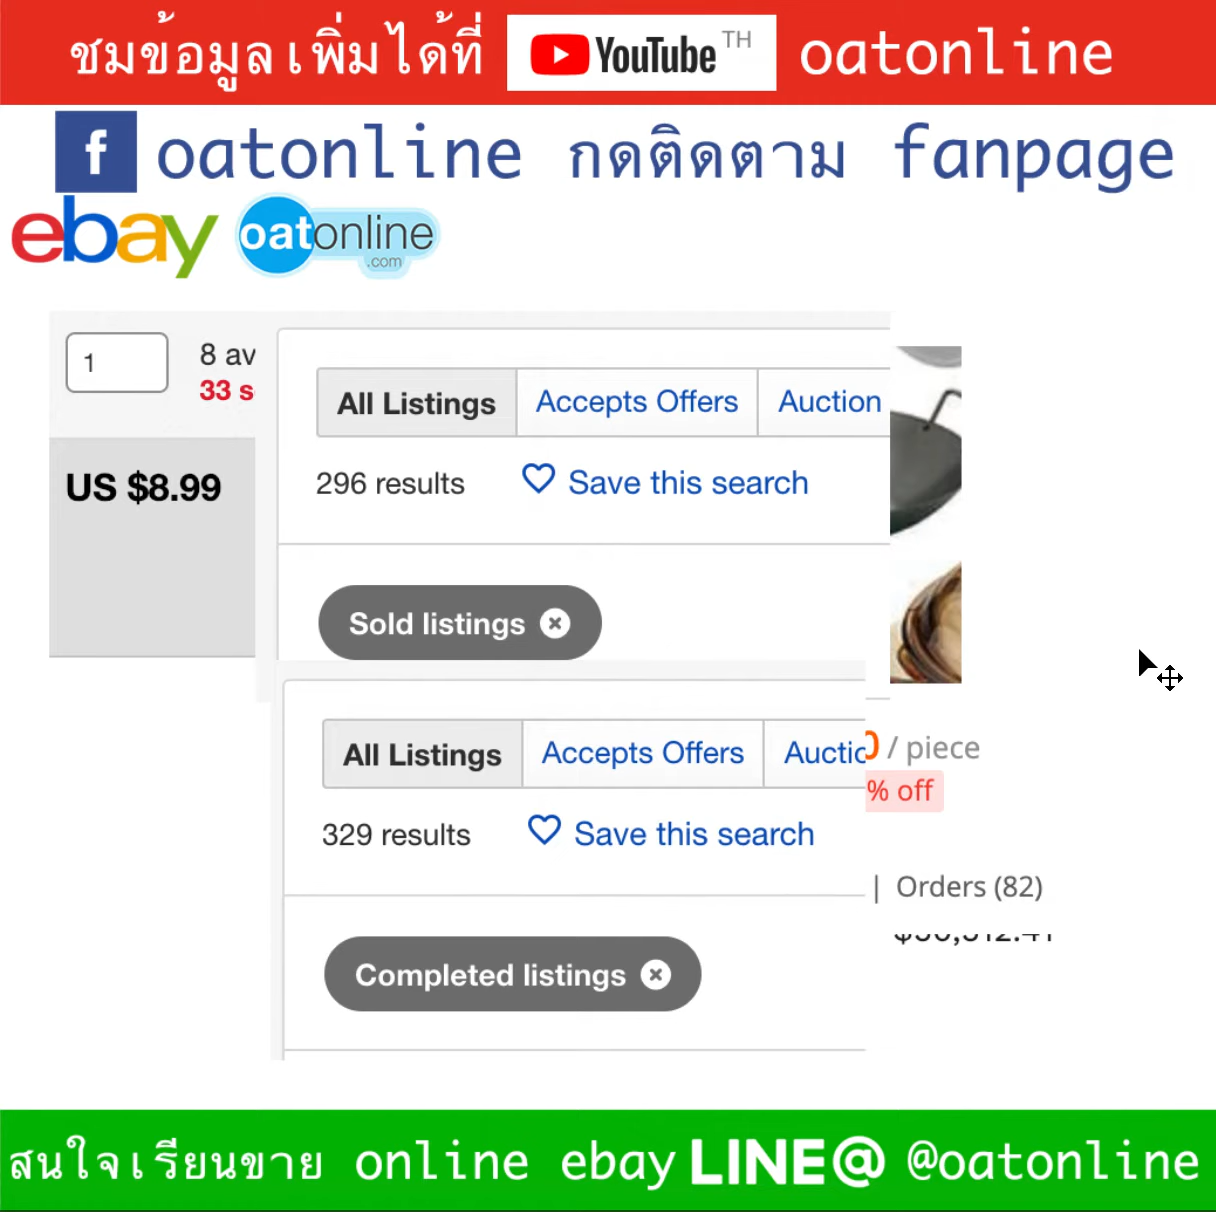 ชมข้อมูลเพิ่มได้ที่ YouTube TH oatonline
f oatonline กดติดตาม fanpage
ebay oatonline
.com
1
8 av
33 s
US $8.99
All Listings Accepts Offers Auction
296 results Save this search
Sold listings
All Listings Accepts Offers Auctic
329 results Save this search
Completed listings
/ piece
% off
| Orders (82)
สนใจเรียนขาย online ebay LINE@ @oatonline